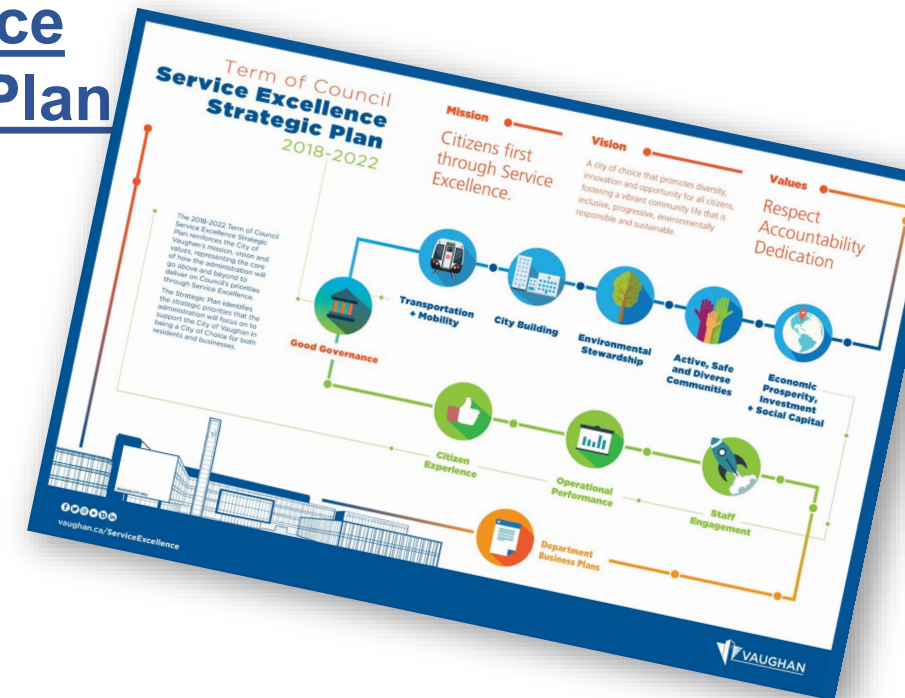 ce
Plan
Term of Council
Service Excellence
Strategic Plan
2018-2022
Mission
Citizens first
through Service
Excellence.
Vision
A city of choice that promotes diversity,
innovation and opportunity for all citizens,
fostering a vibrant community life that is
inclusive, progressive, environmentally
responsible and sustainable.
Values
Respect
Accountability
Dedication
The 2018-2022 Term of Council
Service Excellence Strategic
Plan reinforces the City of
Vaughan's mission, vision and
values, representing the core
of how the administration will
go above and beyond to
deliver on Council's priorities
through Service Excellence.
The Strategic Plan identifies
the strategic priorities that the
administration will focus on to
support the City of Vaughan in
being a City of Choice for both
residents and businesses.
Good Governance
Transportation
+ Mobility
City Building
Environmental
Stewardship
Active, Safe
and Diverse
Communities
Economic
Prosperity,
Investment
+ Social Capital
Citizen
Experience
Operational
Performance
Staff
Engagement
Department
Business Plans
vaughan.ca/ServiceExcellence
VAUGHAN